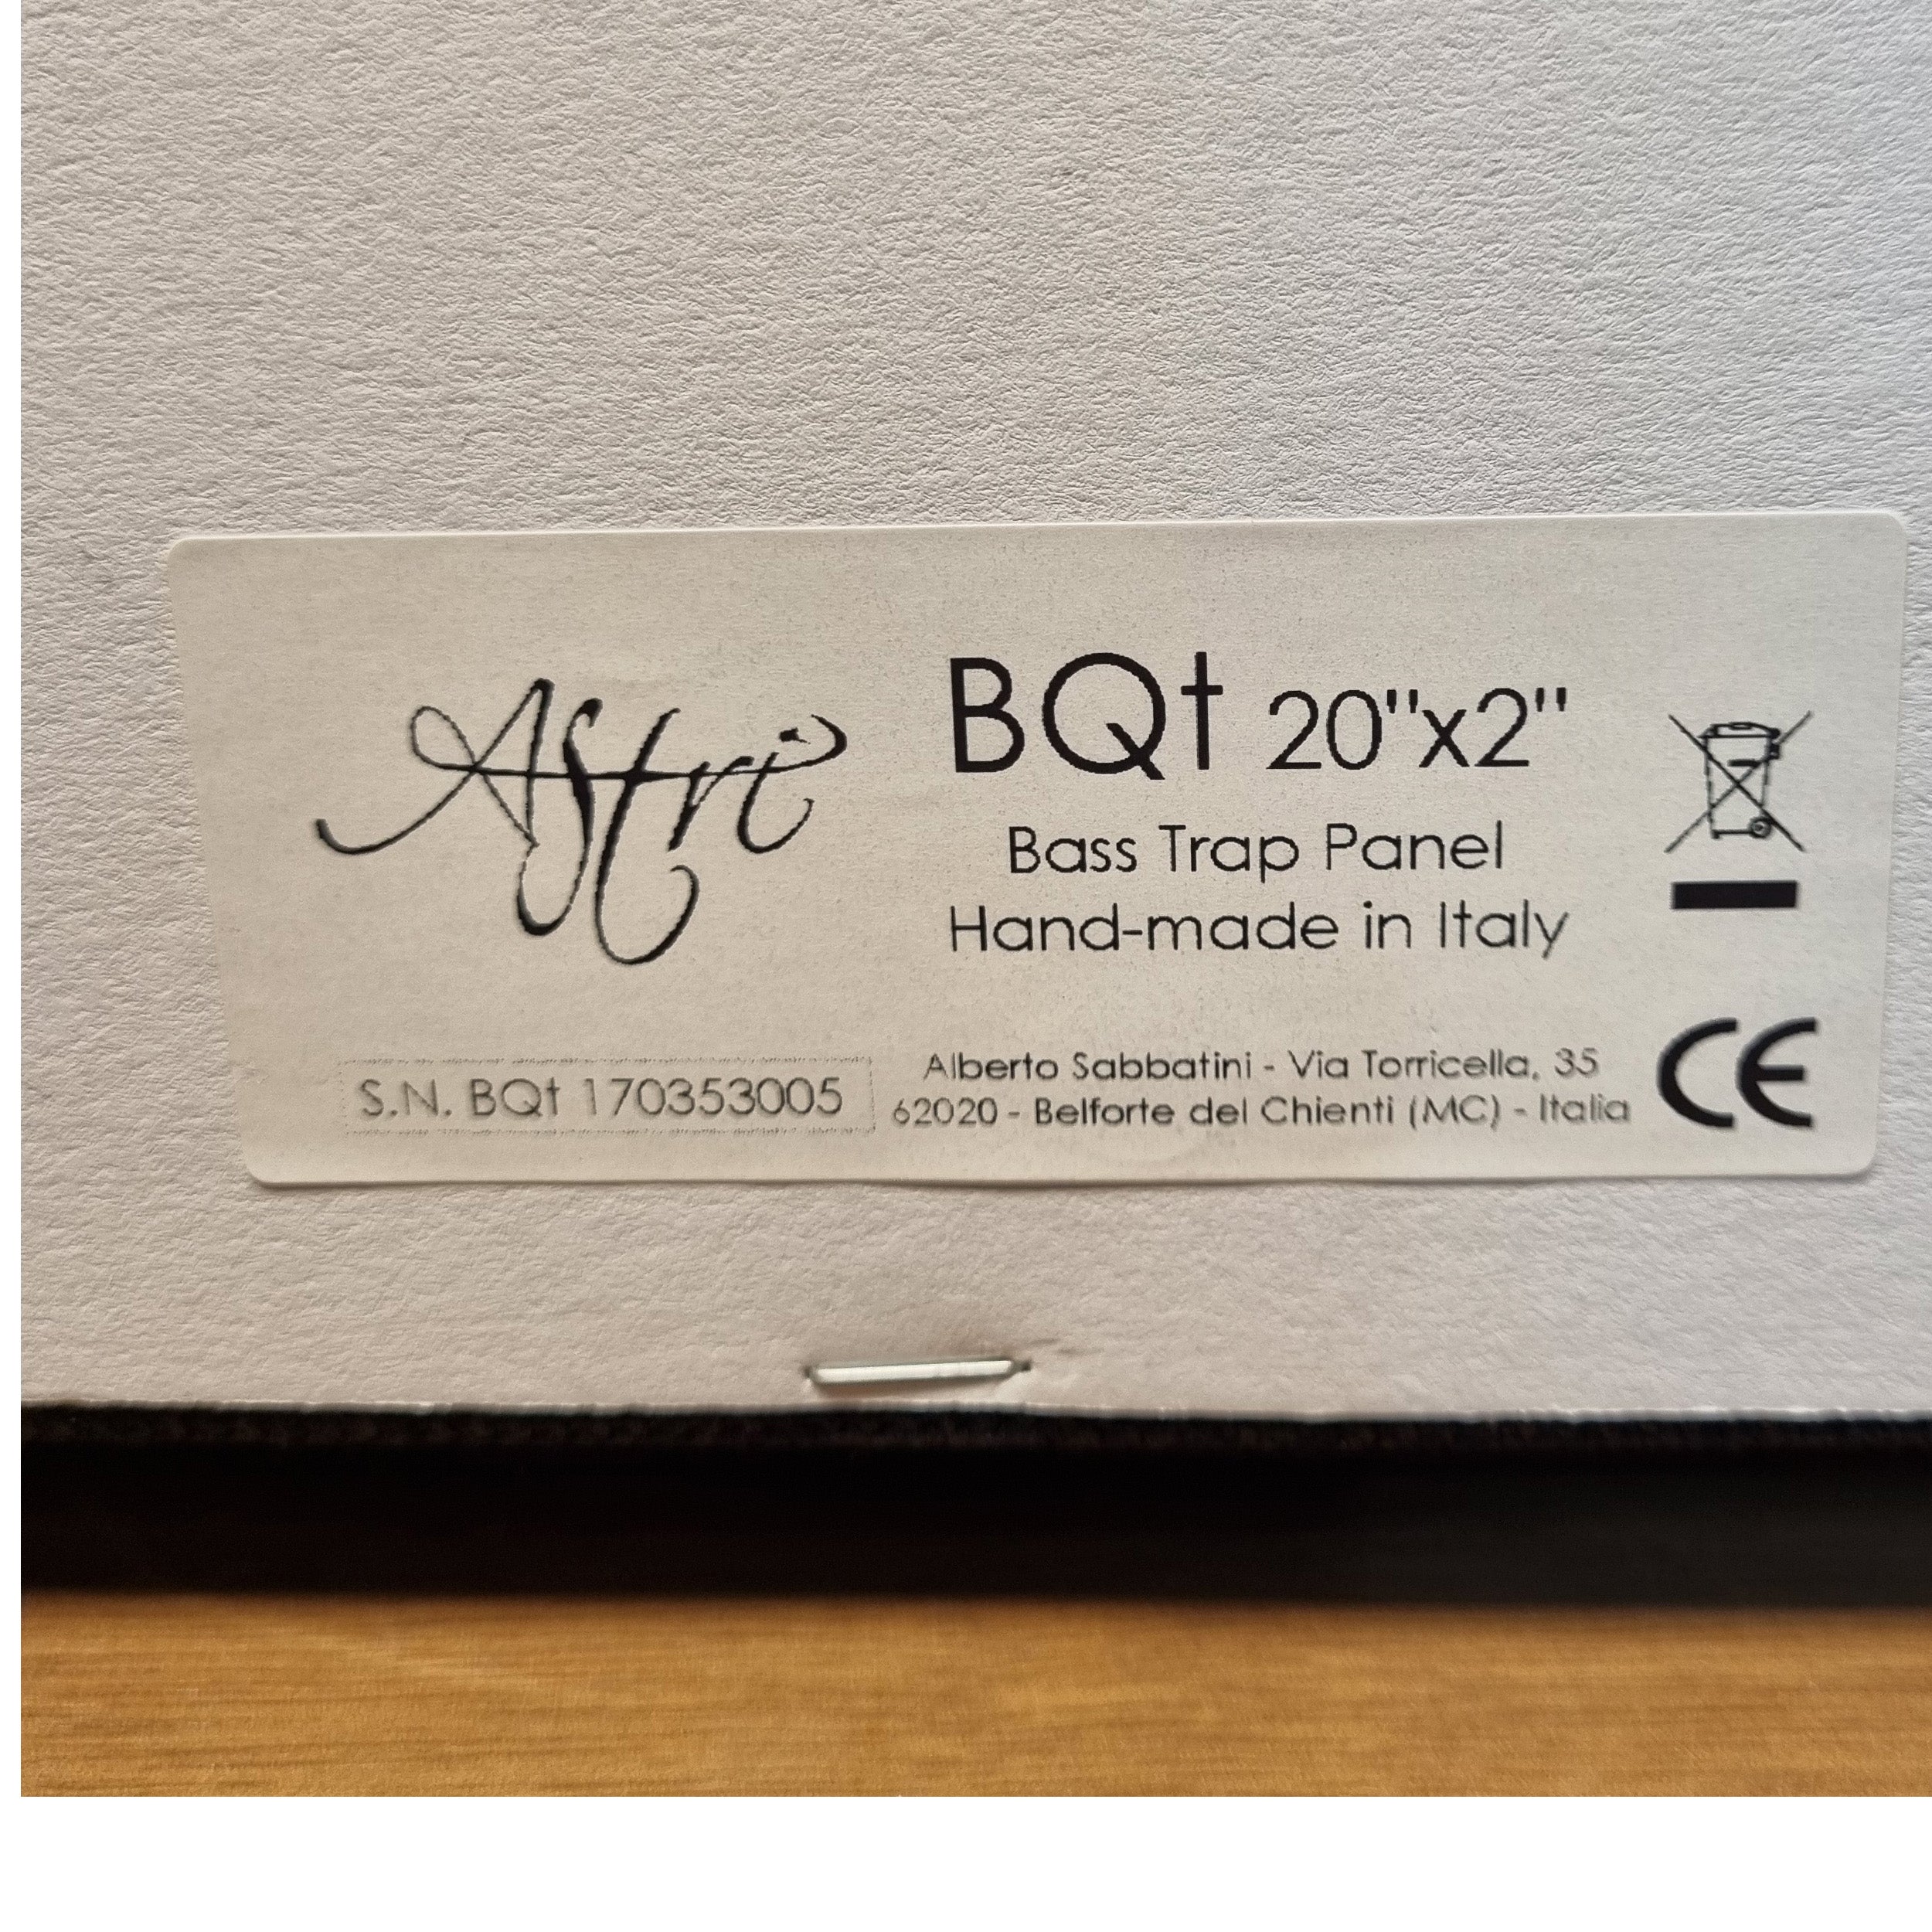 Astri
BQt 20"x2"
Bass Trap Panel
Hand-made in Italy
S.N. BQt 170353005
Alberto Sabbatini - Via Torricella, 35
62020 - Belforte del Chienti (MC) - Italia
CE